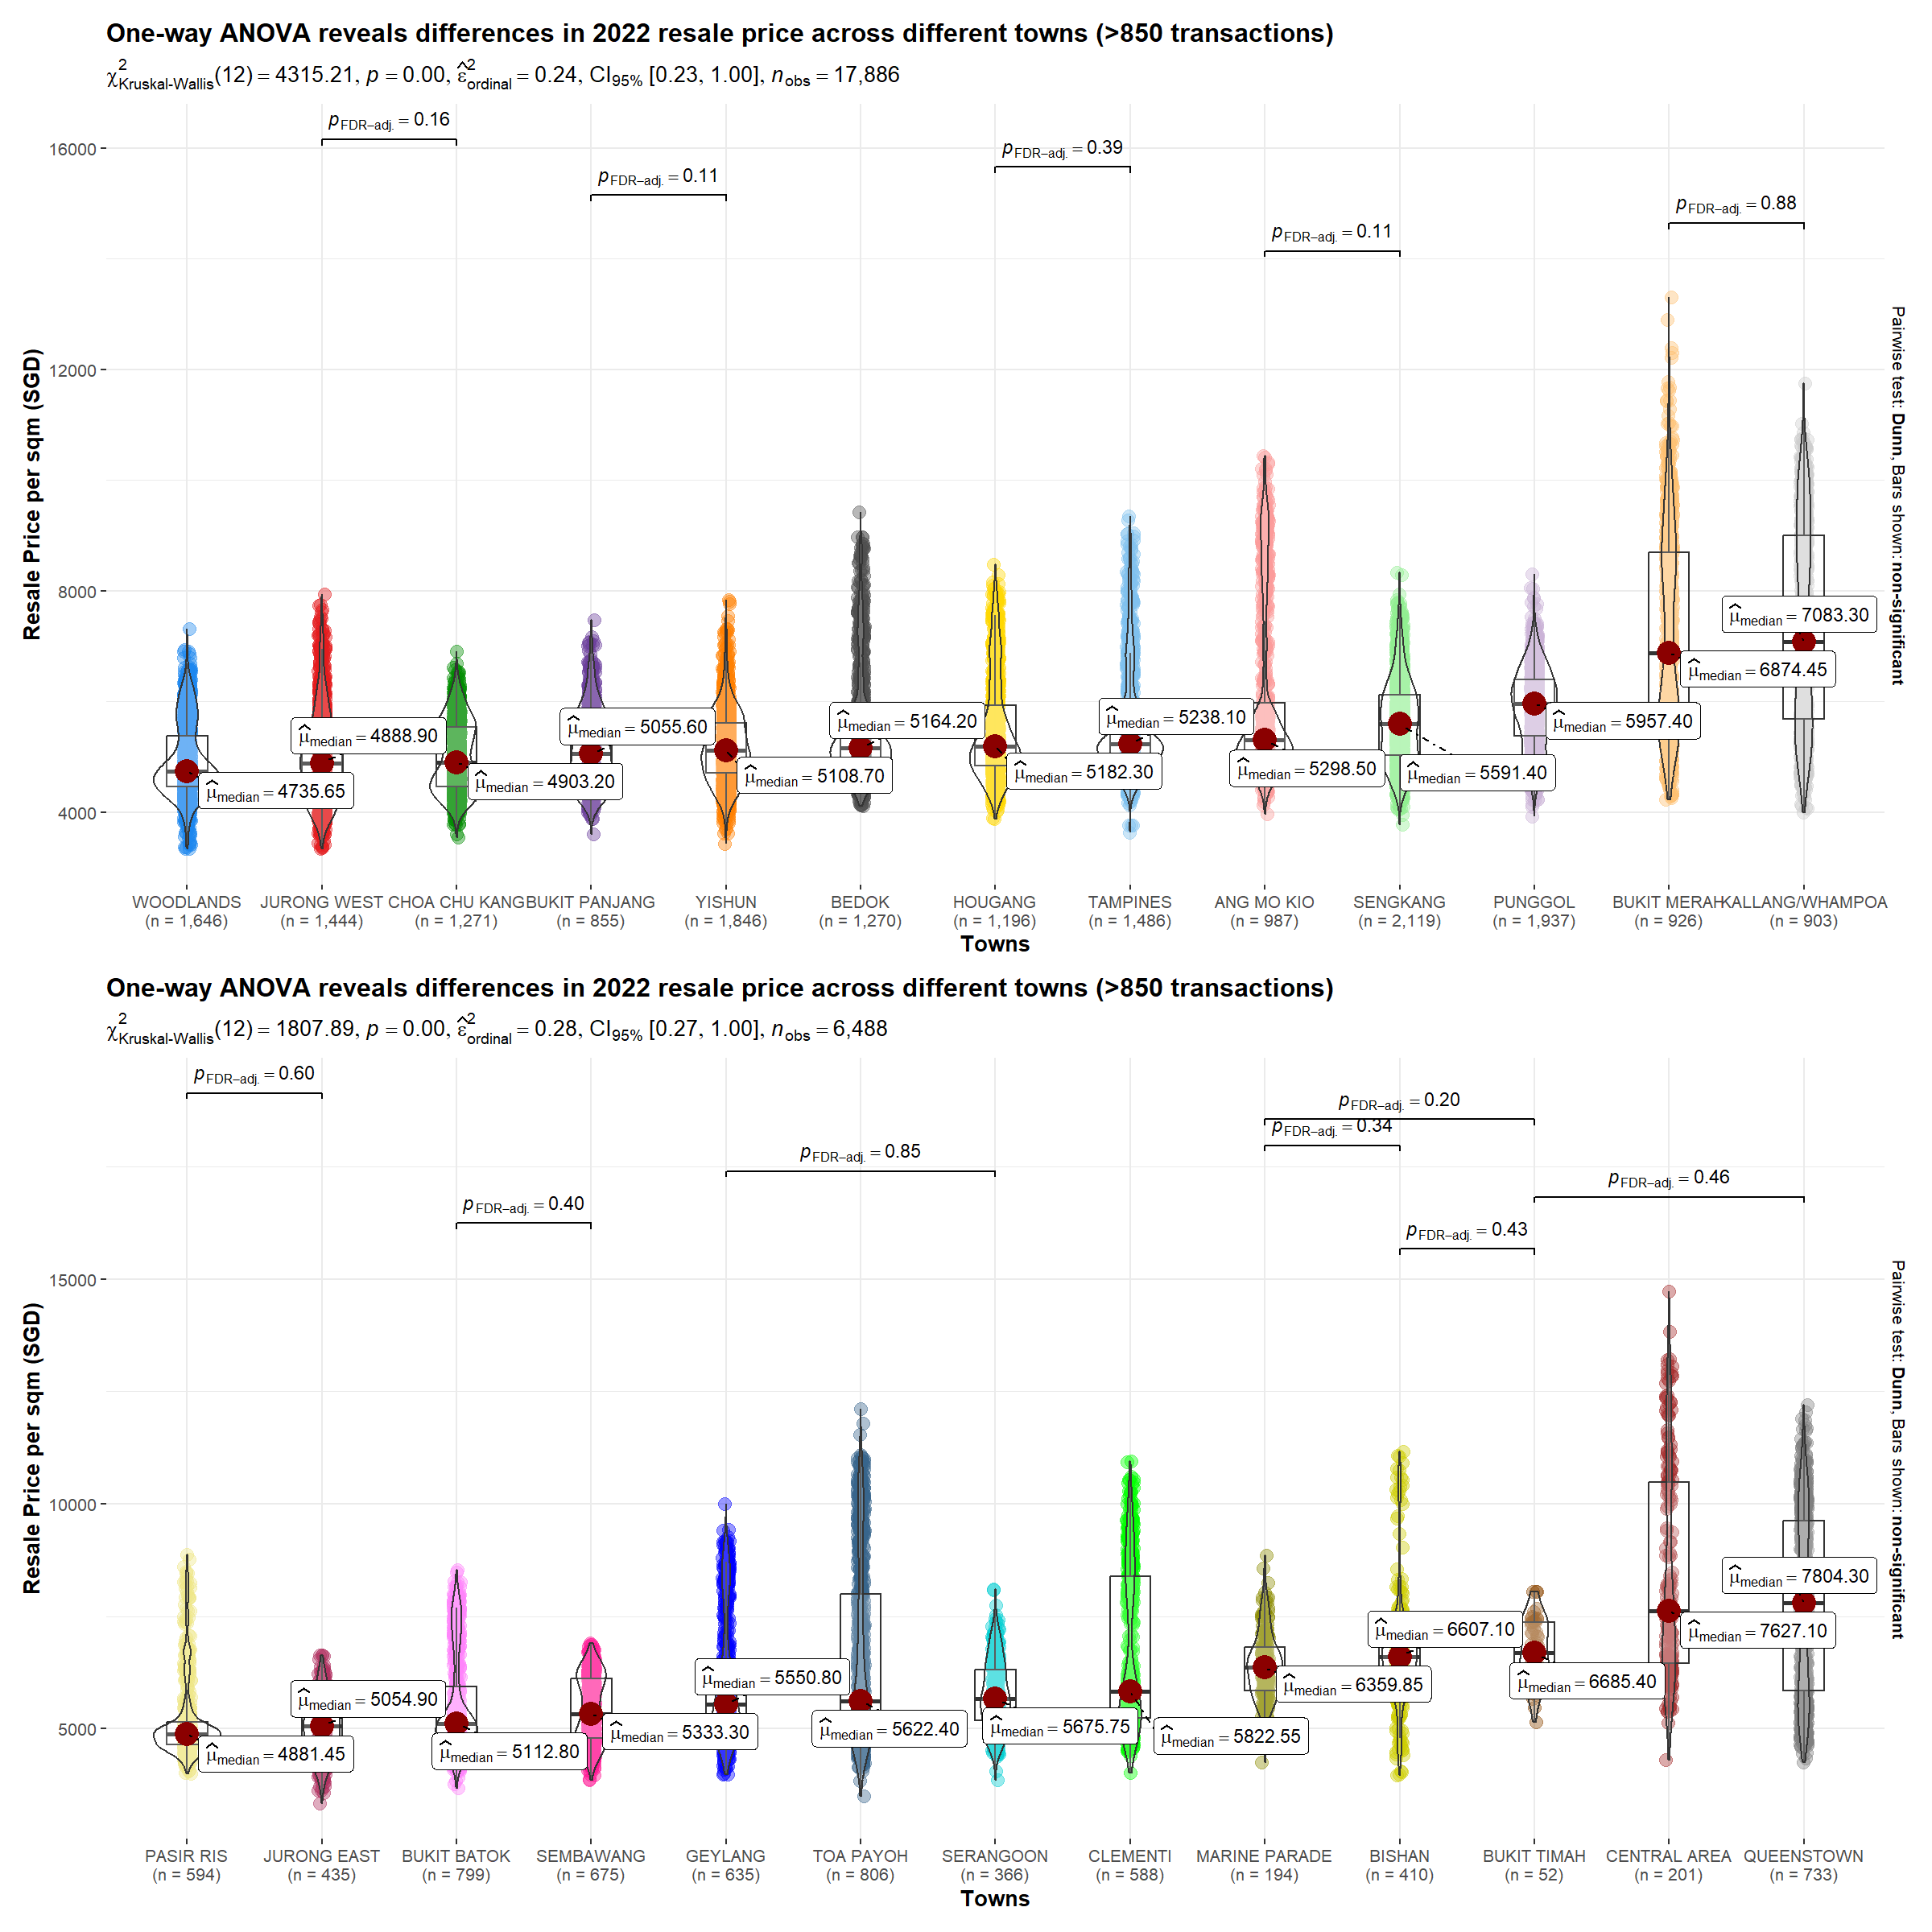 One-way ANOVA reveals differences in 2022 resale price across different towns (>850 transactions)
χ²Kruskal-Wallis(12) = 4315.21, p = 0.00, ε̂²ordinal = 0.24, CI95% [0.23, 1.00], nobs = 17,886
pFDR–adj. = 0.16
pFDR–adj. = 0.39
pFDR–adj. = 0.11
pFDR–adj. = 0.88
pFDR–adj. = 0.11
16000
12000
8000
4000
Resale Price per sqm (SGD)
Pairwise test: Dunn, Bars shown: non-significant
μ̂median = 4735.65
μ̂median = 4888.90
μ̂median = 4903.20
μ̂median = 5055.60
μ̂median = 5108.70
μ̂median = 5164.20
μ̂median = 5182.30
μ̂median = 5238.10
μ̂median = 5298.50
μ̂median = 5591.40
μ̂median = 5957.40
μ̂median = 6874.45
μ̂median = 7083.30
WOODLANDS JURONG WEST CHOA CHU KANG BUKIT PANJANG YISHUN BEDOK HOUGANG TAMPINES ANG MO KIO SENGKANG PUNGGOL BUKIT MERAH KALLANG/WHAMPOA
(n = 1,646) (n = 1,444) (n = 1,271) (n = 855) (n = 1,846) (n = 1,270) (n = 1,196) (n = 1,486) (n = 987) (n = 2,119) (n = 1,937) (n = 926) (n = 903)
Towns
One-way ANOVA reveals differences in 2022 resale price across different towns (>850 transactions)
χ²Kruskal-Wallis(12) = 1807.89, p = 0.00, ε̂²ordinal = 0.28, CI95% [0.27, 1.00], nobs = 6,488
pFDR–adj. = 0.60
pFDR–adj. = 0.20
pFDR–adj. = 0.34
pFDR–adj. = 0.85
pFDR–adj. = 0.46
pFDR–adj. = 0.40
pFDR–adj. = 0.43
15000
10000
5000
Resale Price per sqm (SGD)
Pairwise test: Dunn, Bars shown: non-significant
μ̂median = 4881.45
μ̂median = 5054.90
μ̂median = 5112.80
μ̂median = 5333.30
μ̂median = 5550.80
μ̂median = 5622.40
μ̂median = 5675.75
μ̂median = 5822.55
μ̂median = 6359.85
μ̂median = 6607.10
μ̂median = 6685.40
μ̂median = 7627.10
μ̂median = 7804.30
PASIR RIS JURONG EAST BUKIT BATOK SEMBAWANG GEYLANG TOA PAYOH SERANGOON CLEMENTI MARINE PARADE BISHAN BUKIT TIMAH CENTRAL AREA QUEENSTOWN
(n = 594) (n = 435) (n = 799) (n = 675) (n = 635) (n = 806) (n = 366) (n = 588) (n = 194) (n = 410) (n = 52) (n = 201) (n = 733)
Towns